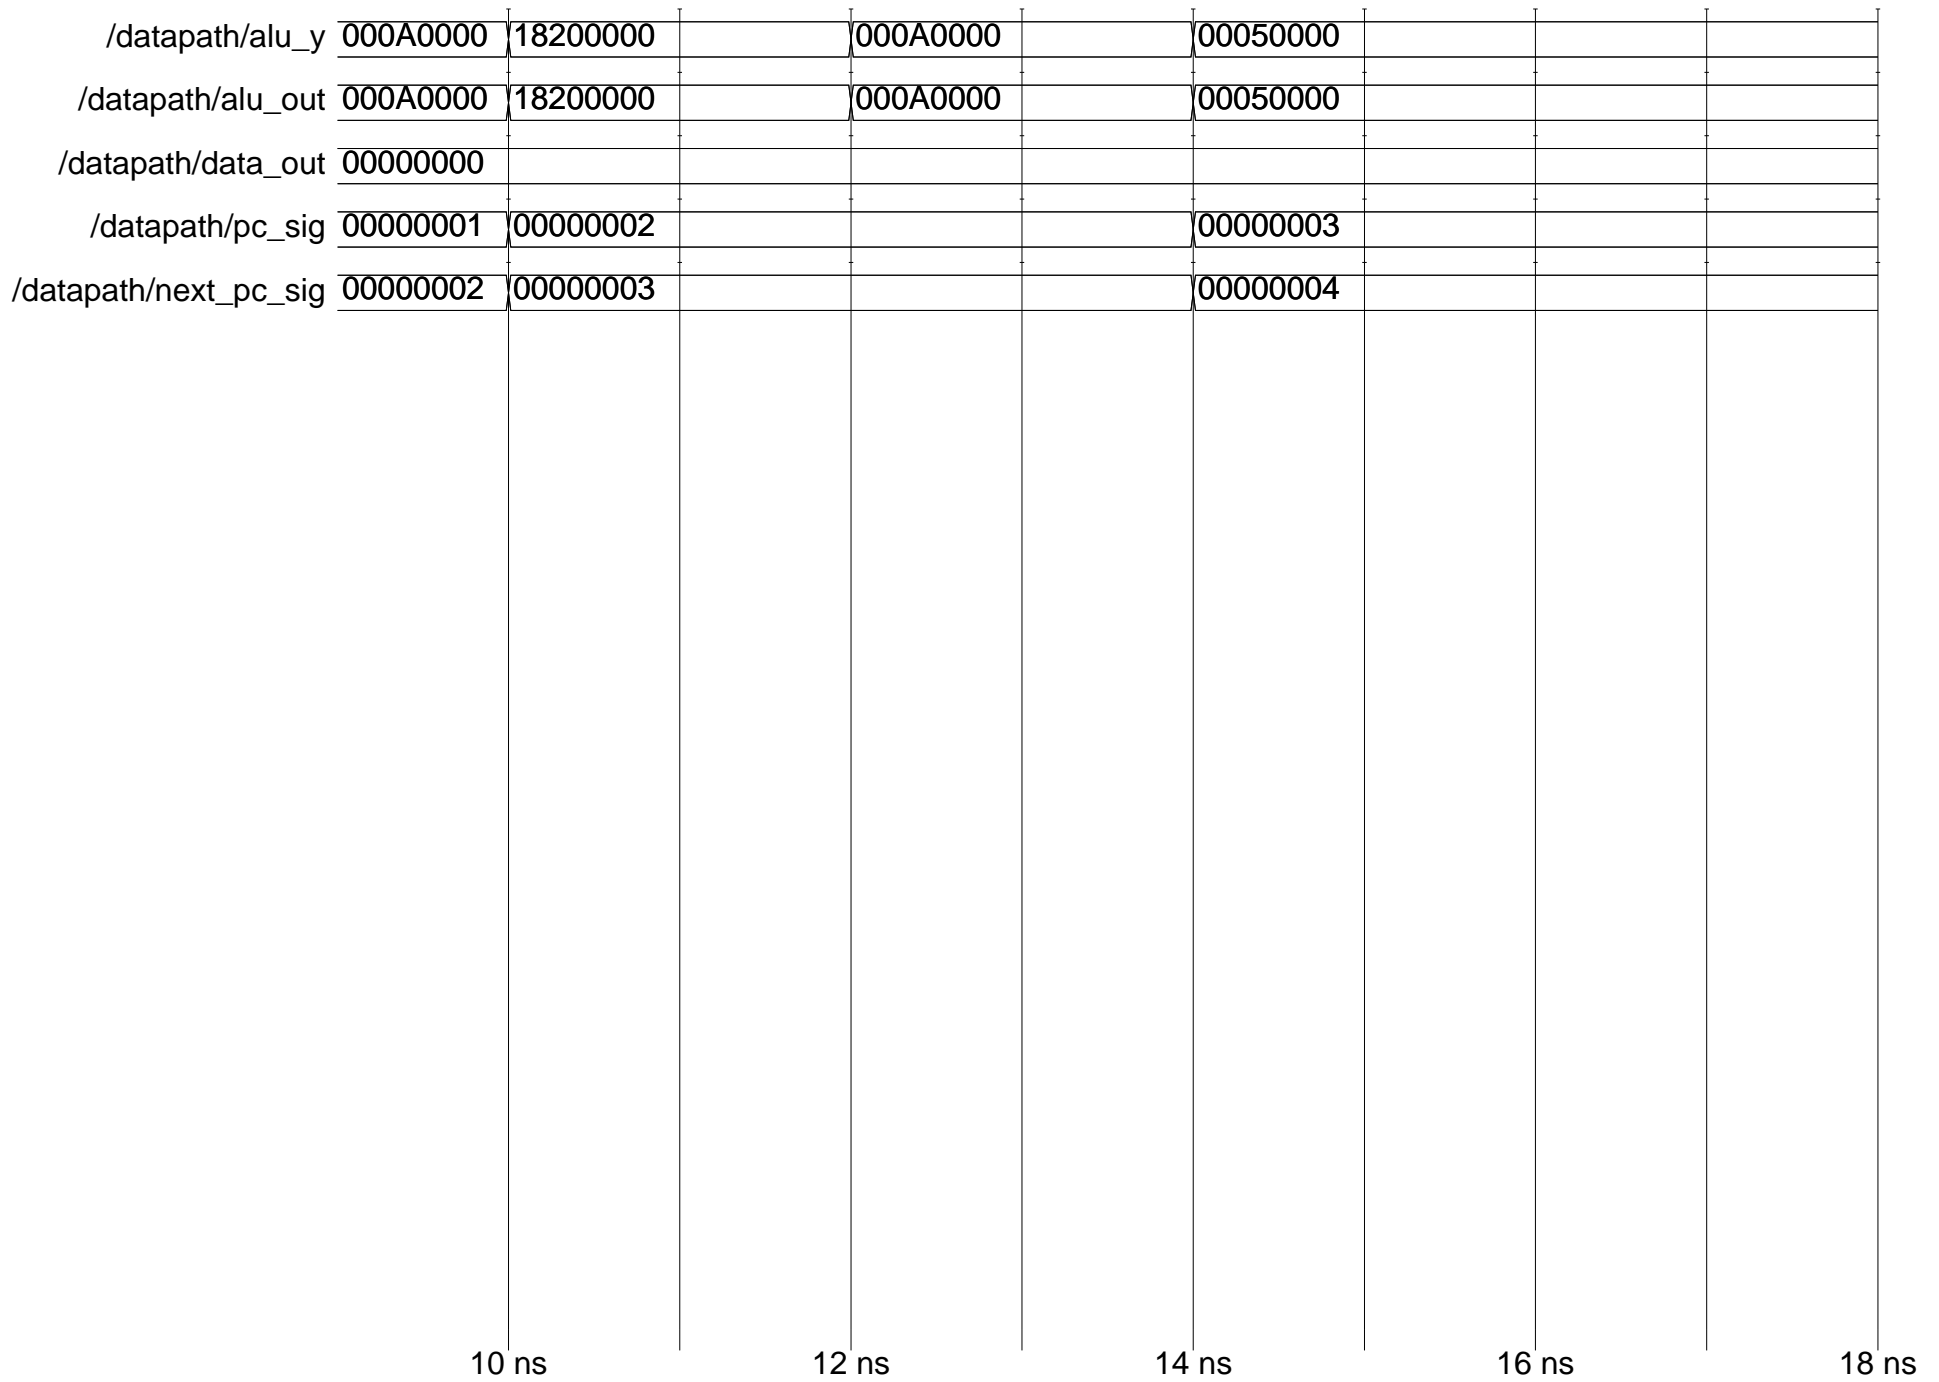 /datapath/alu_y 000A0000 18200000 000A0000 00050000
/datapath/alu_out 000A0000 18200000 000A0000 00050000
/datapath/data_out 00000000
/datapath/pc_sig 00000001 00000002 00000003
/datapath/next_pc_sig 00000002 00000003 00000004
10 ns 12 ns 14 ns 16 ns 18 ns